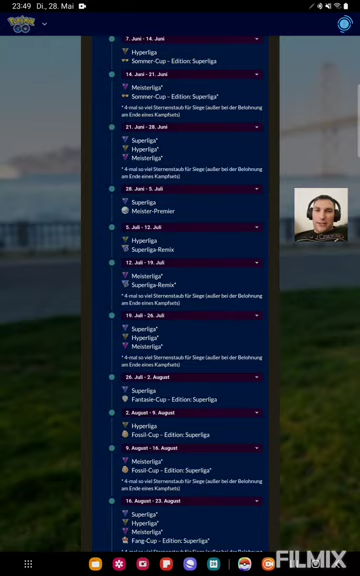 23:49 Di., 28. Mai
POKÉMON
GO
7. Juni - 14. Juni
Hyperliga
Sommer-Cup – Edition: Superliga
14. Juni - 21. Juni
Meisterliga*
Sommer-Cup – Edition: Superliga*
* 4-mal so viel Sternenstaub für Siege (außer bei der Belohnung
am Ende eines Kampfsets)
21. Juni - 28. Juni
Superliga*
Hyperliga*
Meisterliga*
* 4-mal so viel Sternenstaub für Siege (außer bei der Belohnung
am Ende eines Kampfsets)
28. Juni - 5. Juli
Superliga
Meister-Premier
5. Juli - 12. Juli
Hyperliga
Superliga-Remix
12. Juli - 19. Juli
Meisterliga*
Superliga-Remix*
* 4-mal so viel Sternenstaub für Siege (außer bei der Belohnung
am Ende eines Kampfsets)
19. Juli - 26. Juli
Superliga*
Hyperliga*
Meisterliga*
* 4-mal so viel Sternenstaub für Siege (außer bei der Belohnung
am Ende eines Kampfsets)
26. Juli - 2. August
Superliga
Fantasie-Cup – Edition: Superliga
2. August - 9. August
Hyperliga
Fossil-Cup – Edition: Superliga
9. August - 16. August
Meisterliga*
Fossil-Cup – Edition: Superliga*
* 4-mal so viel Sternenstaub für Siege (außer bei der Belohnung
am Ende eines Kampfsets)
16. August - 23. August
Superliga*
Hyperliga*
Meisterliga*
Fang-Cup – Edition: Superliga*
FILMIX